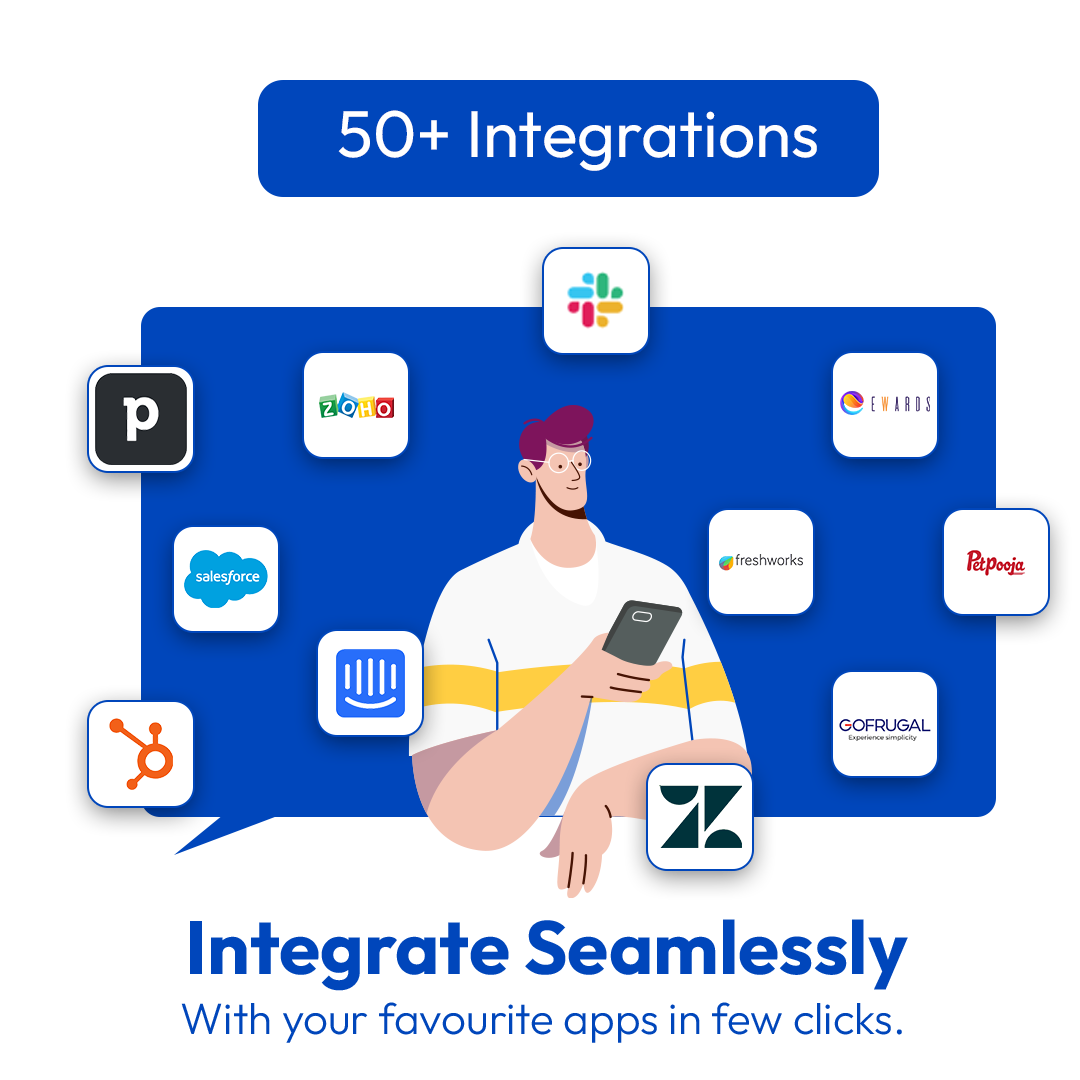 50+ Integrations
p
ZOHO
EWARDS
salesforce
freshworks
Petpooja
GOFRUGAL
Experience simplicity
Integrate Seamlessly
With your favourite apps in few clicks.